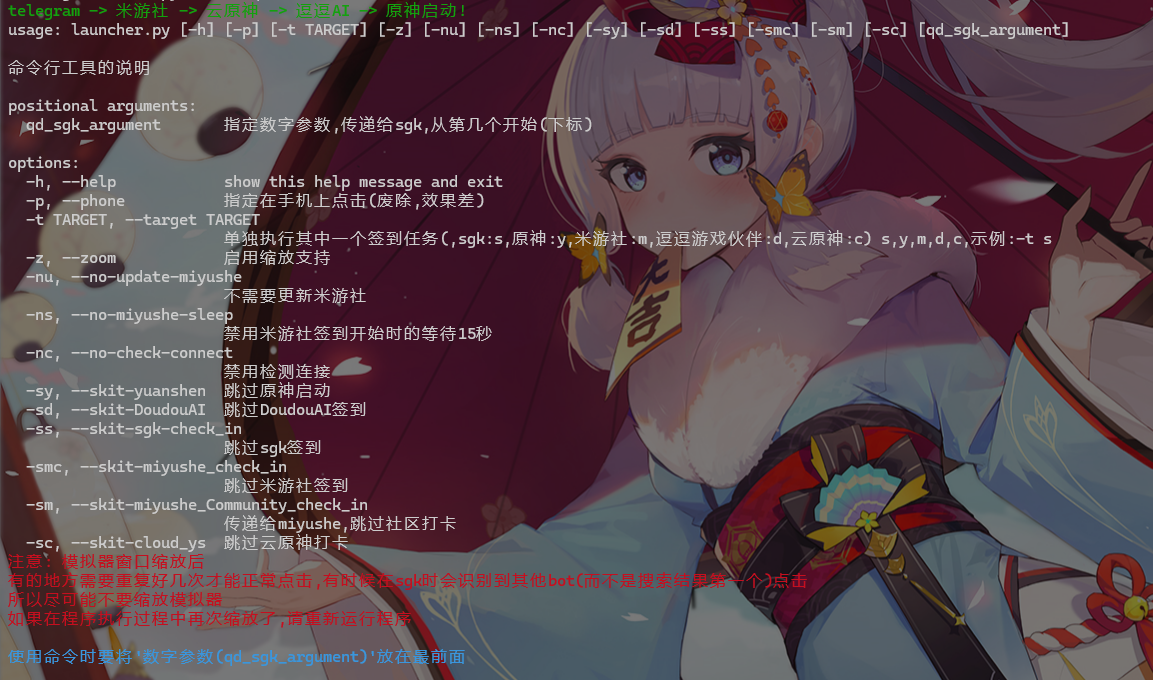 telegram -> 米游社 -> 云原神 -> 逗逗AI -> 原神启动!
usage: launcher.py [-h] [-p] [-t TARGET] [-z] [-nu] [-ns] [-nc] [-sy] [-sd] [-ss] [-smc] [-sm] [-sc] [qd_sgk_argument]
命令行工具的说明
positional arguments:
qd_sgk_argument 指定数字参数,传递给sgk,从第几个开始(下标)
options:
-h, --help show this help message and exit
-p, --phone 指定在手机上点击(废除,效果差)
-t TARGET, --target TARGET
单独执行其中一个签到任务(,sgk:s,原神:y,米游社:m,逗逗游戏伙伴:d,云原神:c) s,y,m,d,c,示例:-t s
-z, --zoom 启用缩放支持
-nu, --no-update-miyushe
不需要更新米游社
-ns, --no-miyushe-sleep
禁用米游社签到开始时的等待15秒
-nc, --no-check-connect
禁用检测连接
-sy, --skit-yuanshen 跳过原神启动
-sd, --skit-DoudouAI 跳过DoudouAI签到
-ss, --skit-sgk-check_in
跳过sgk签到
-smc, --skit-miyushe_check_in
跳过米游社签到
-sm, --skit-miyushe_Community_check_in
传递给miyushe,跳过社区打卡
-sc, --skit-cloud_ys 跳过云原神打卡
大吉
注意: 模拟器窗口缩放后
有的地方需要重复好几次才能正常点击,有时候在sgk时会识别到其他bot(而不是搜索结果第一个)点击
所以尽可能不要缩放模拟器
如果在程序执行过程中再次缩放了,请重新运行程序
使用命令时要将'数字参数(qd_sgk_argument)'放在最前面